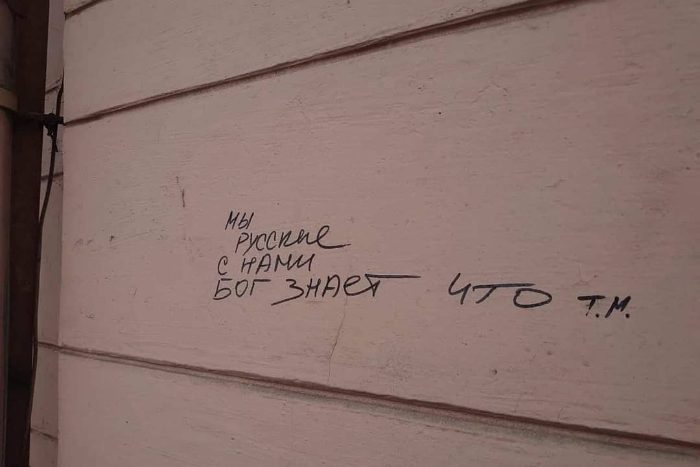 МЫ
РУССКИЕ
С НАМИ
БОГ ЗНАЕТ ЧТО Т.М.